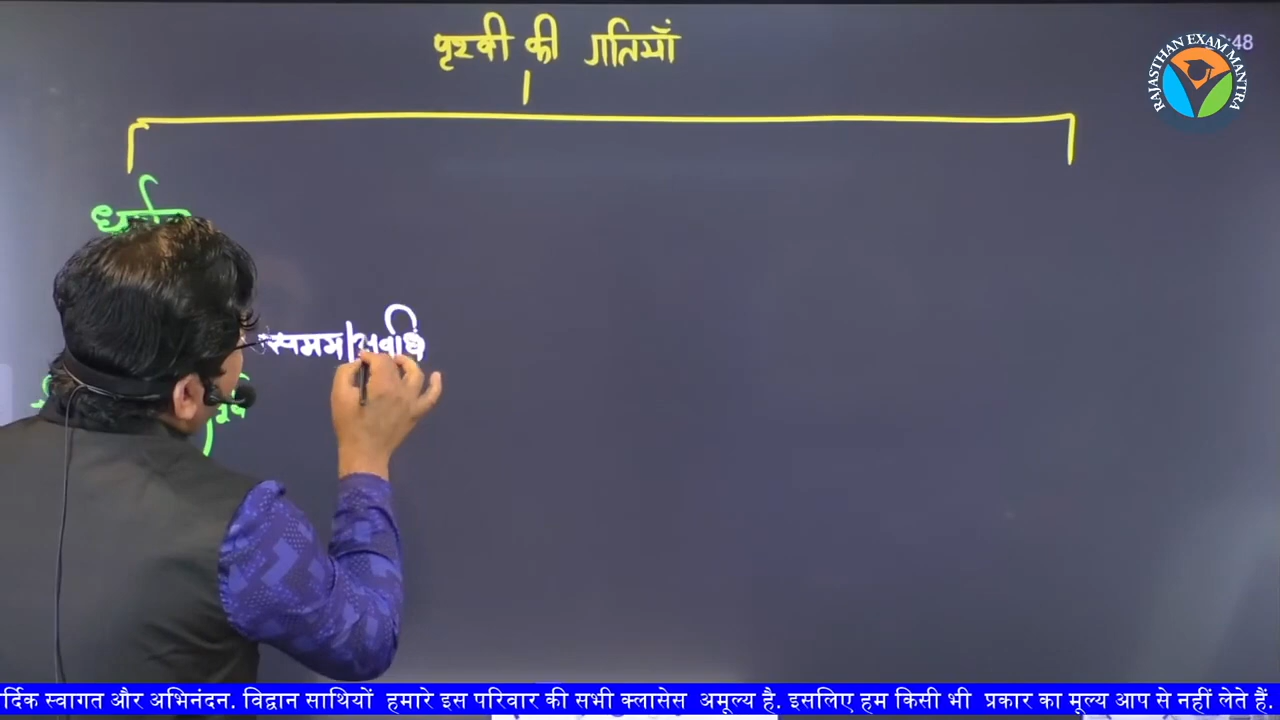 पृथ्वी की गतियाँ
:48
RAJASTHAN EXAM MANTRA
समय/अवधि
र्दिक स्वागत और अभिनंदन. विद्वान साथियों हमारे इस परिवार की सभी क्लासेस अमूल्य है. इसलिए हम किसी भी प्रकार का मूल्य आप से नहीं लेते हैं.